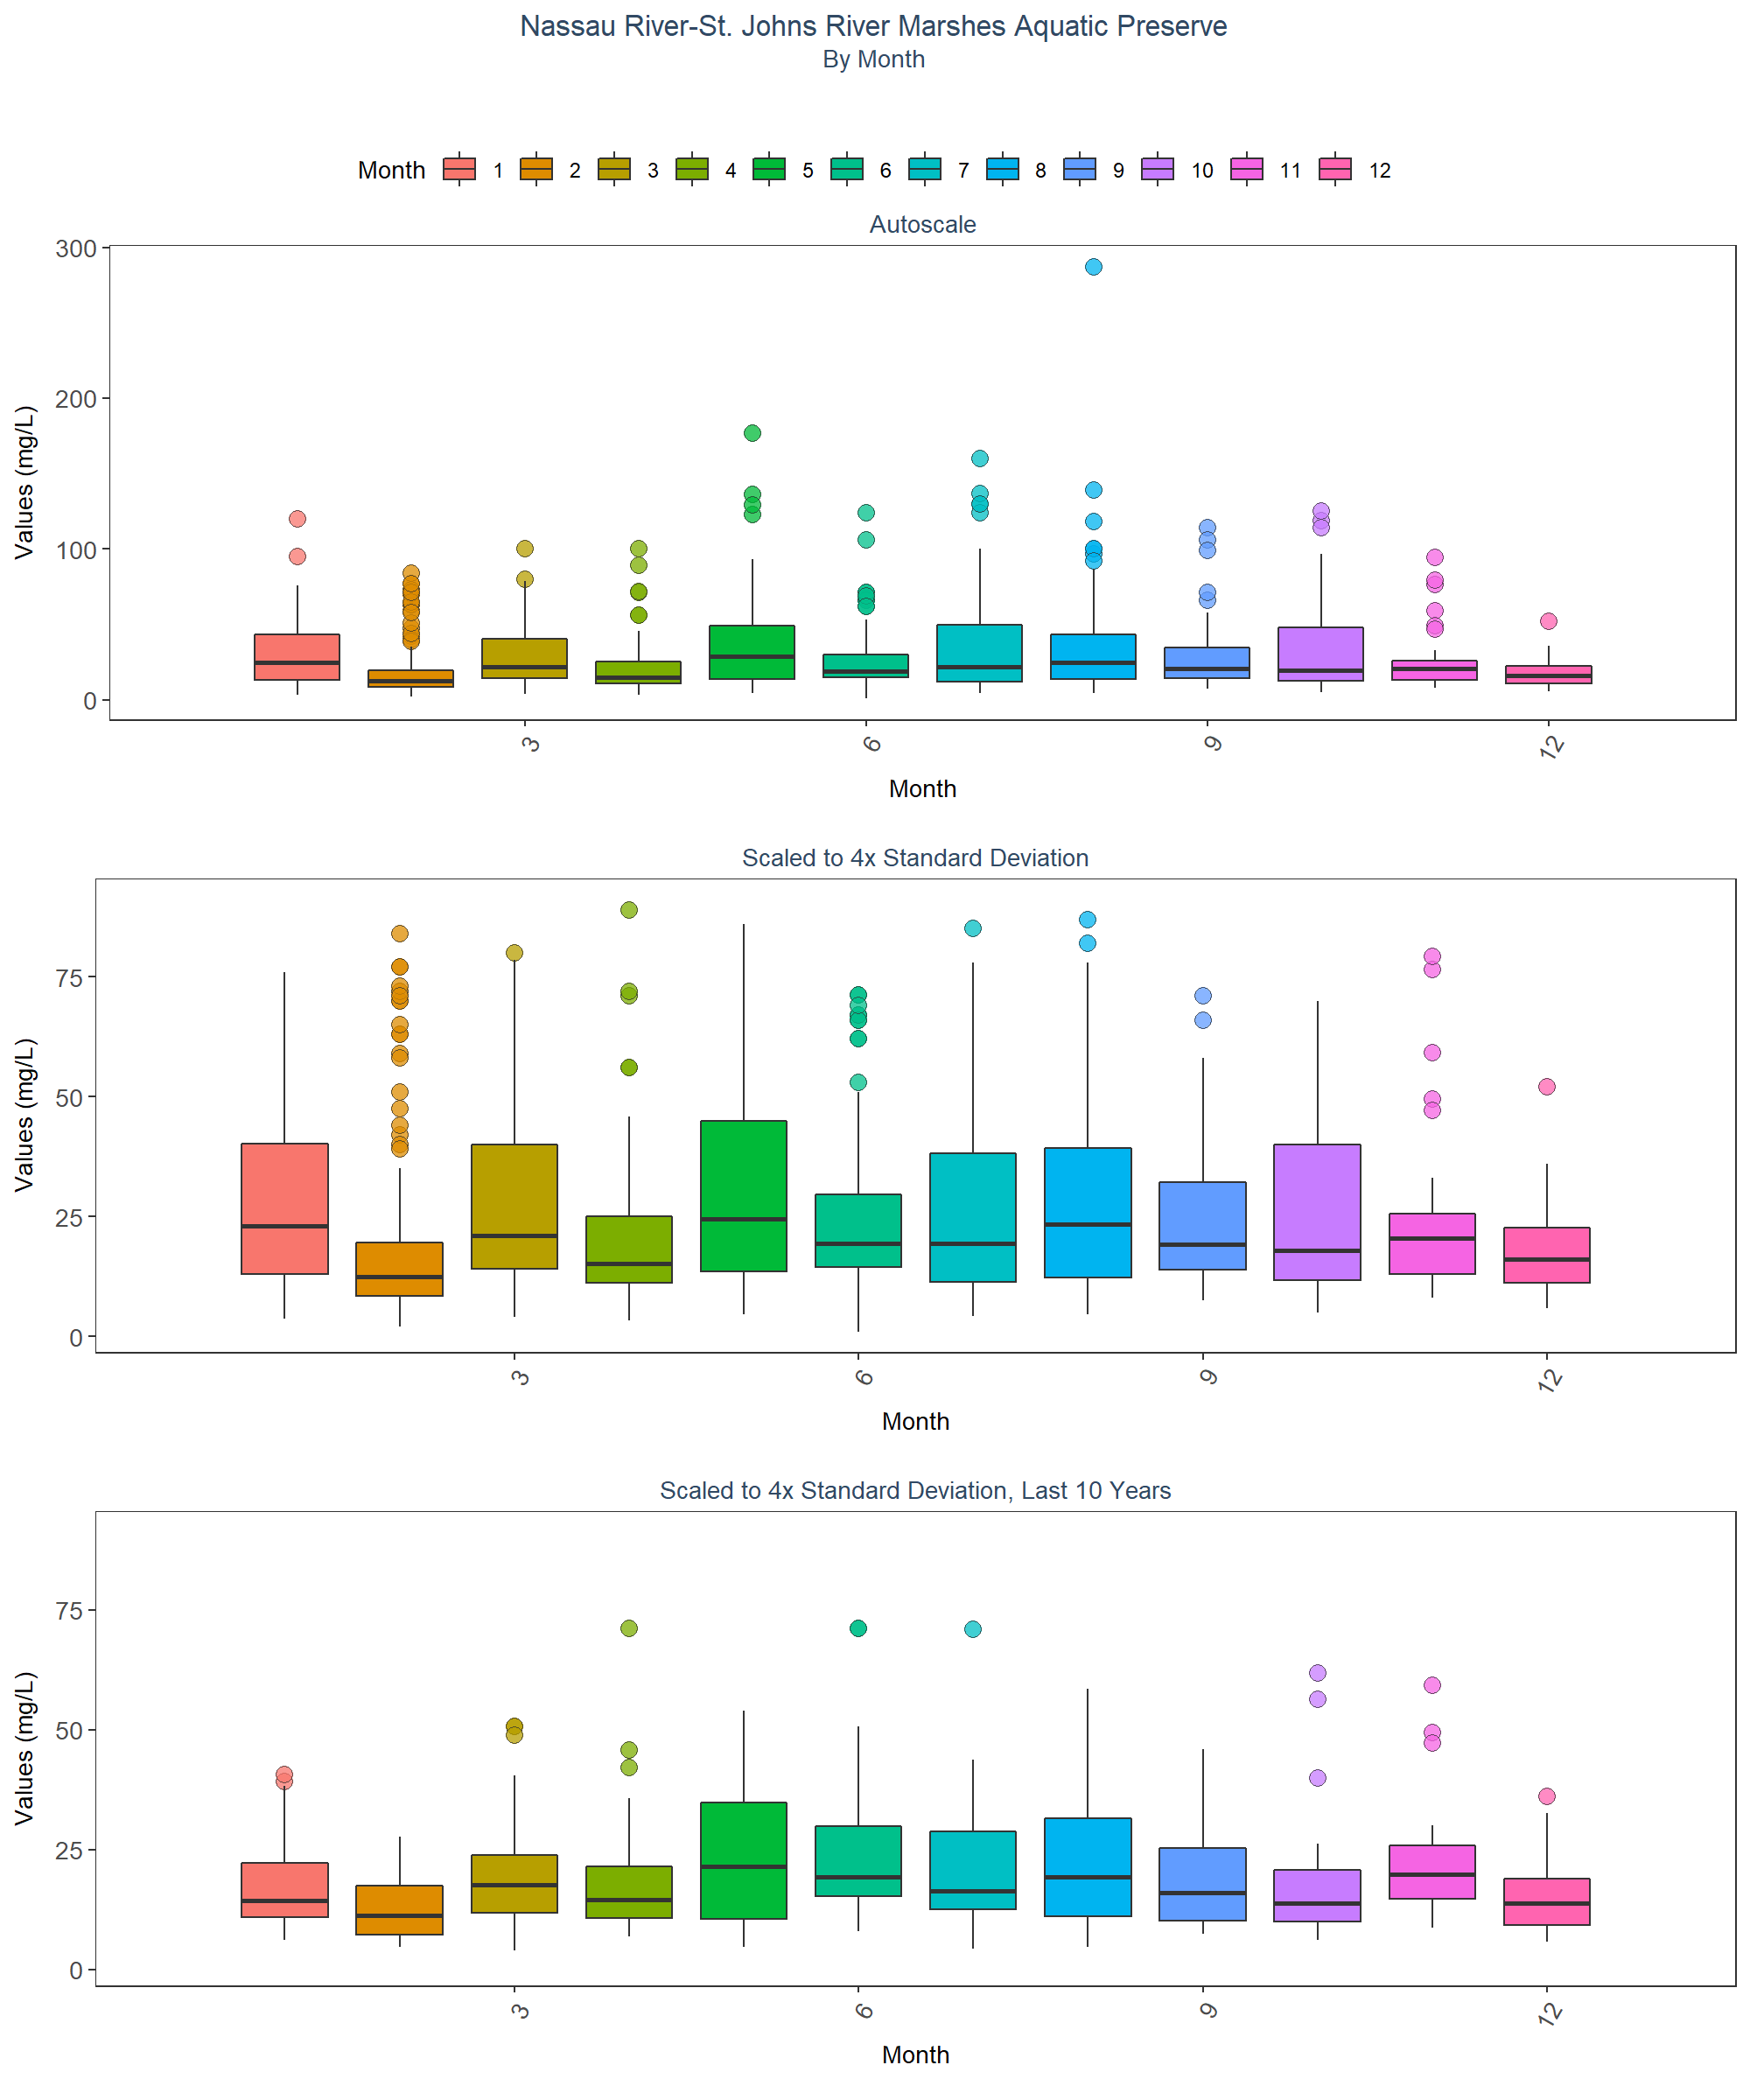 Nassau River-St. Johns River Marshes Aquatic Preserve
By Month
Month 1 2 3 4 5 6 7 8 9 10 11 12
Autoscale
300
200
100
0
Values (mg/L)
3 6 9 12
Month
Scaled to 4x Standard Deviation
75
50
25
0
Values (mg/L)
3 6 9 12
Month
Scaled to 4x Standard Deviation, Last 10 Years
75
50
25
0
Values (mg/L)
3 6 9 12
Month